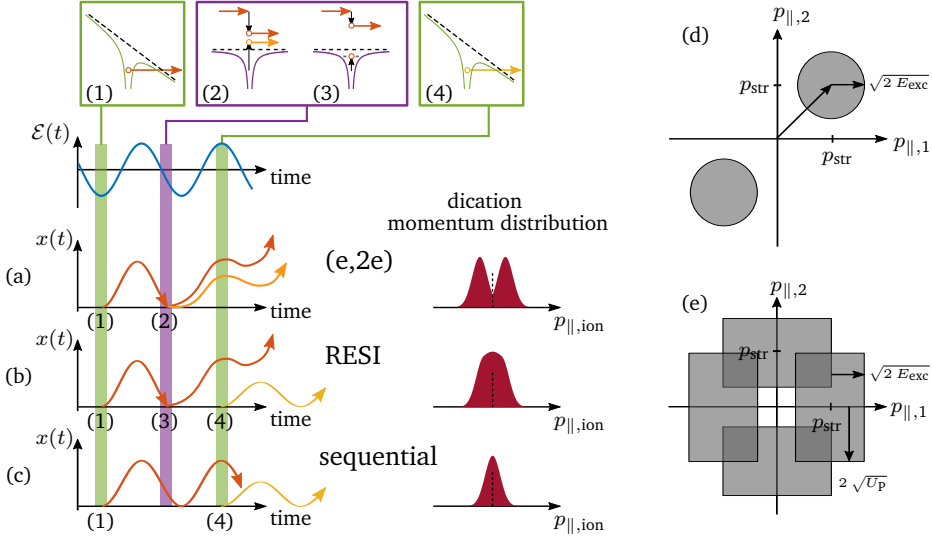 (1)
(2)
(3)
(4)
ℰ(t)
time
dication
momentum distribution
(a)
x(t)
(e,2e)
time
(1)
(2)
p∥,ion
(b)
x(t)
RESI
time
(1)
(3)
(4)
p∥,ion
(c)
x(t)
sequential
time
(1)
(4)
p∥,ion
(d)
p∥,2
pstr
√2 Eexc
p∥,1
pstr
(e)
p∥,2
pstr
√2 Eexc
p∥,1
pstr
2 √Up